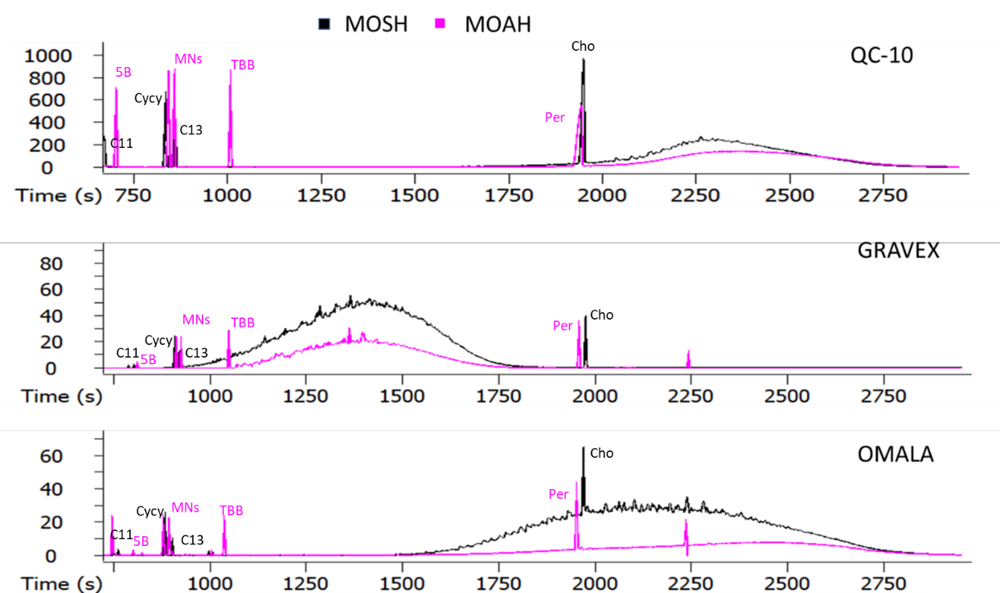 MOSH MOAH
QC-10
1000
800
600
400
200
0
5B
C11
Cycy
MNs
C13
TBB
Per
Cho
Time (s) 750 1000 1250 1500 1750 2000 2250 2500 2750
GRAVEX
80
60
40
20
0
C11
5B
Cycy
MNs
C13
TBB
Per
Cho
Time (s) 1000 1250 1500 1750 2000 2250 2500 2750
OMALA
60
40
20
0
C11
5B
Cycy
MNs
C13
TBB
Per
Cho
Time (s) 1000 1250 1500 1750 2000 2250 2500 2750